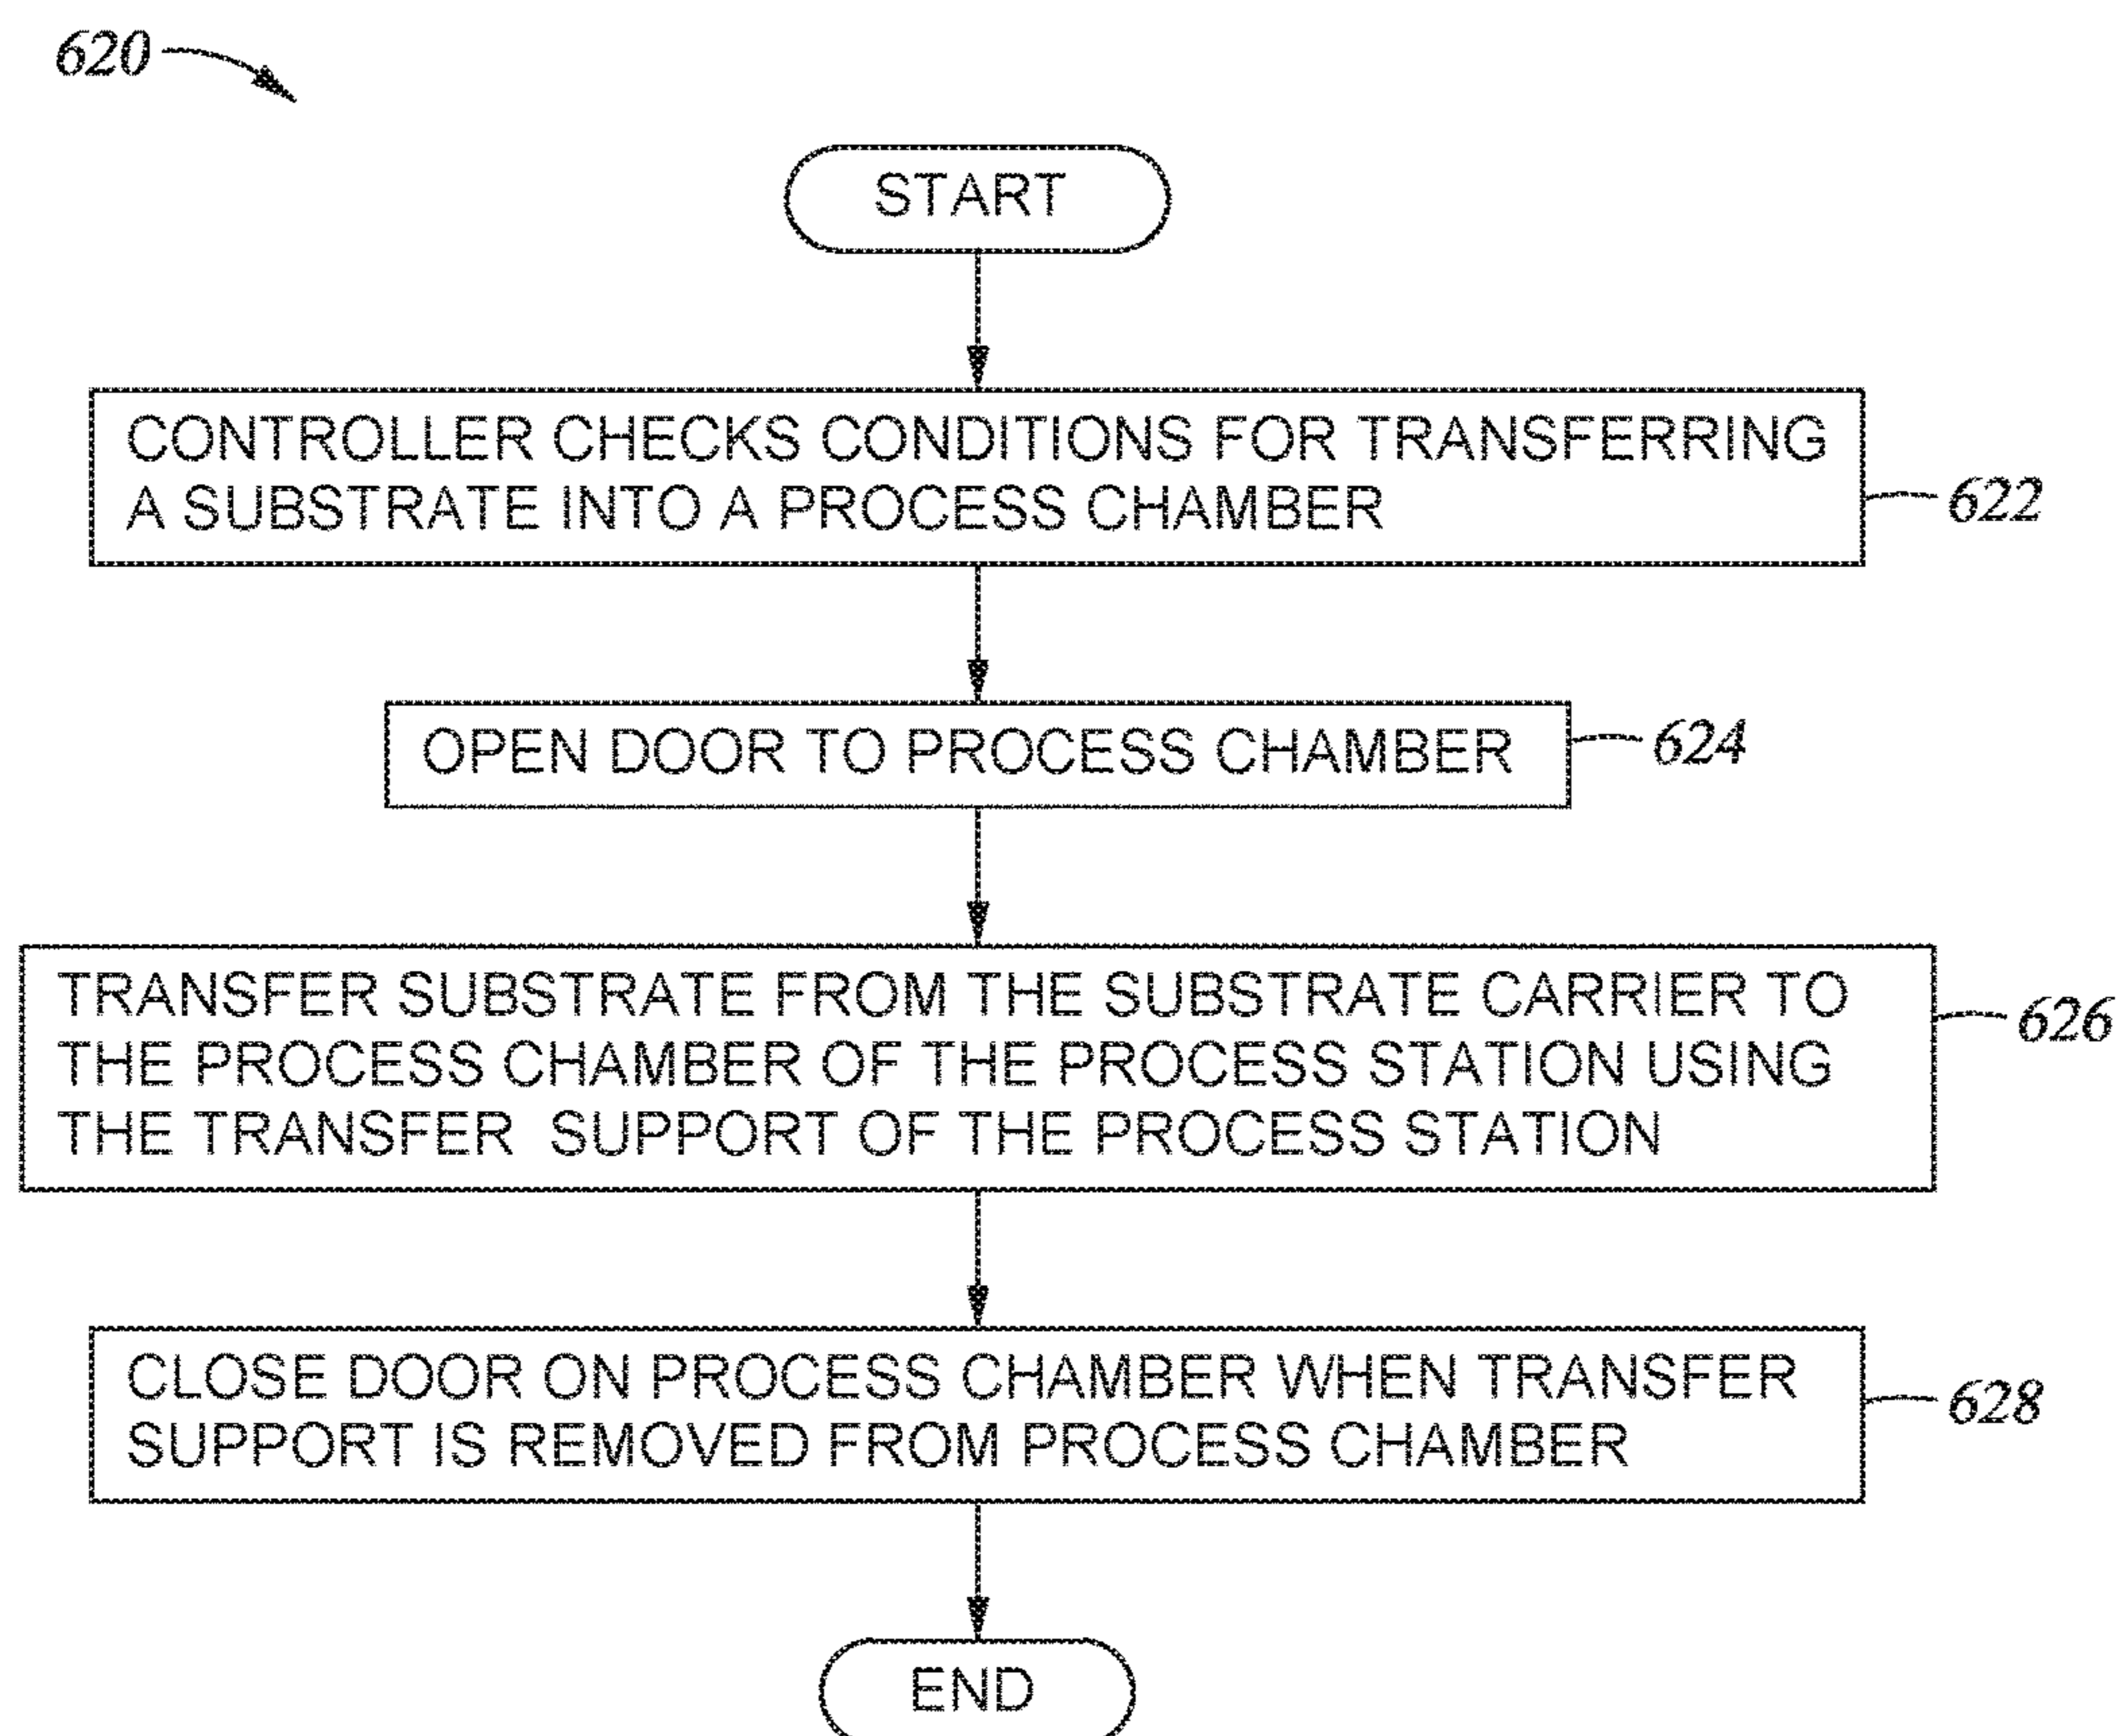 620
START
CONTROLLER CHECKS CONDITIONS FOR TRANSFERRING
A SUBSTRATE INTO A PROCESS CHAMBER
622
OPEN DOOR TO PROCESS CHAMBER
624
TRANSFER SUBSTRATE FROM THE SUBSTRATE CARRIER TO
THE PROCESS CHAMBER OF THE PROCESS STATION USING
THE TRANSFER SUPPORT OF THE PROCESS STATION
626
CLOSE DOOR ON PROCESS CHAMBER WHEN TRANSFER
SUPPORT IS REMOVED FROM PROCESS CHAMBER
628
END